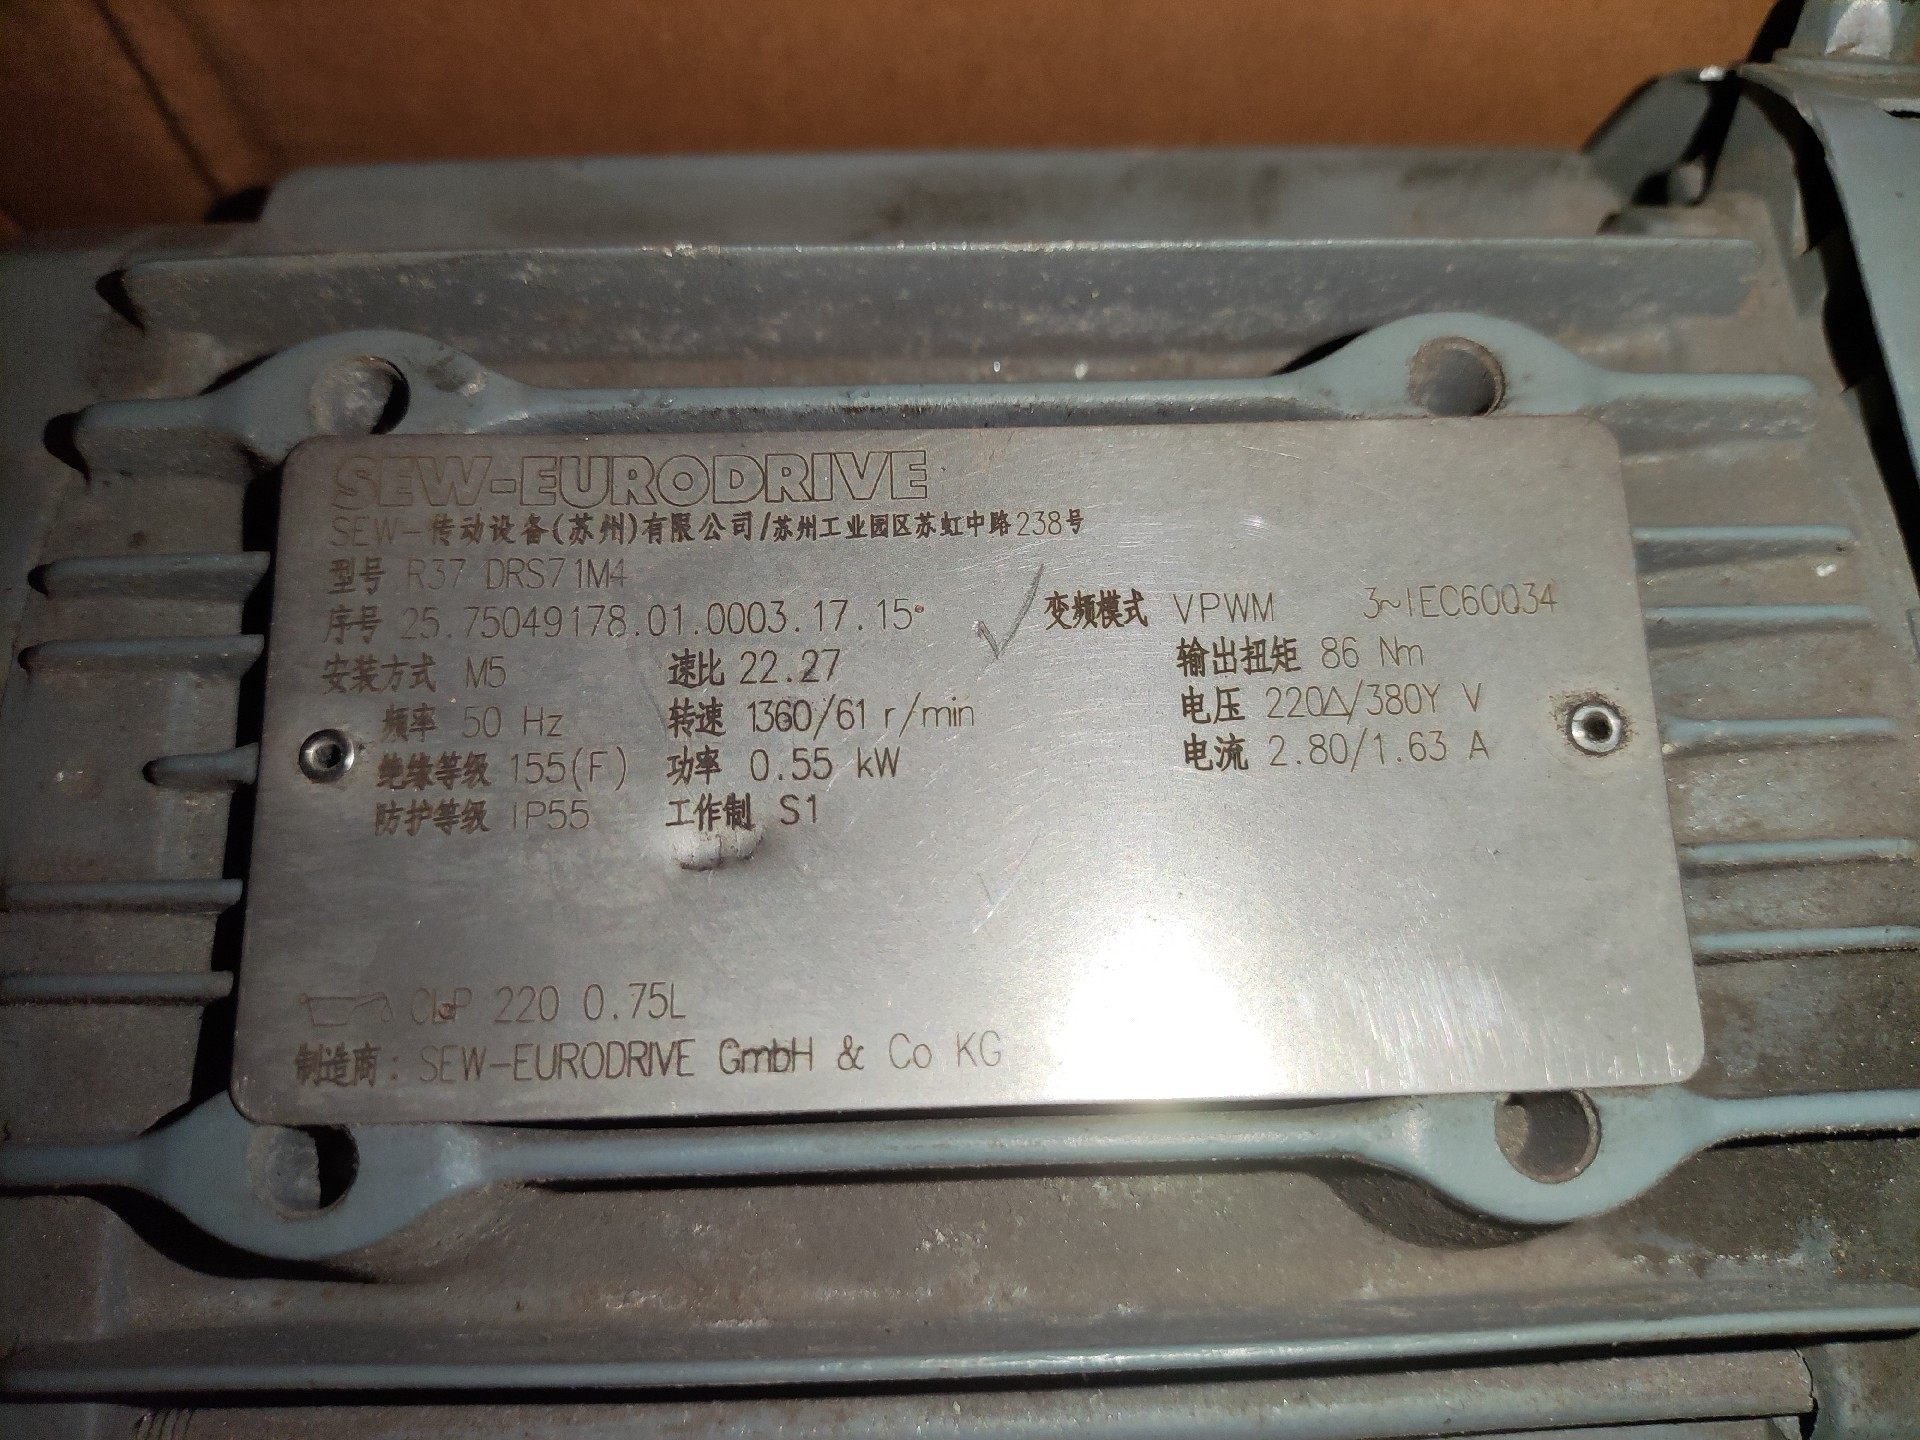 SEW-EURODRIVE
SEW-传动设备(苏州)有限公司/苏州工业园区苏虹中路238号
型号 R37 DRS71M4
序号 25.75049178.01.0003.17.15 变频模式 VPWM 3~IEC60034
安装方式 M5 速比 22.27 输出扭矩 86 Nm
频率 50 Hz 转速 1360/61 r/min 电压 220△/380Y V
绝缘等级 155(F) 功率 0.55 kW 电流 2.80/1.63 A
防护等级 IP55 工作制 S1
CLP 220 0.75L
制造商: SEW-EURODRIVE GmbH & Co KG